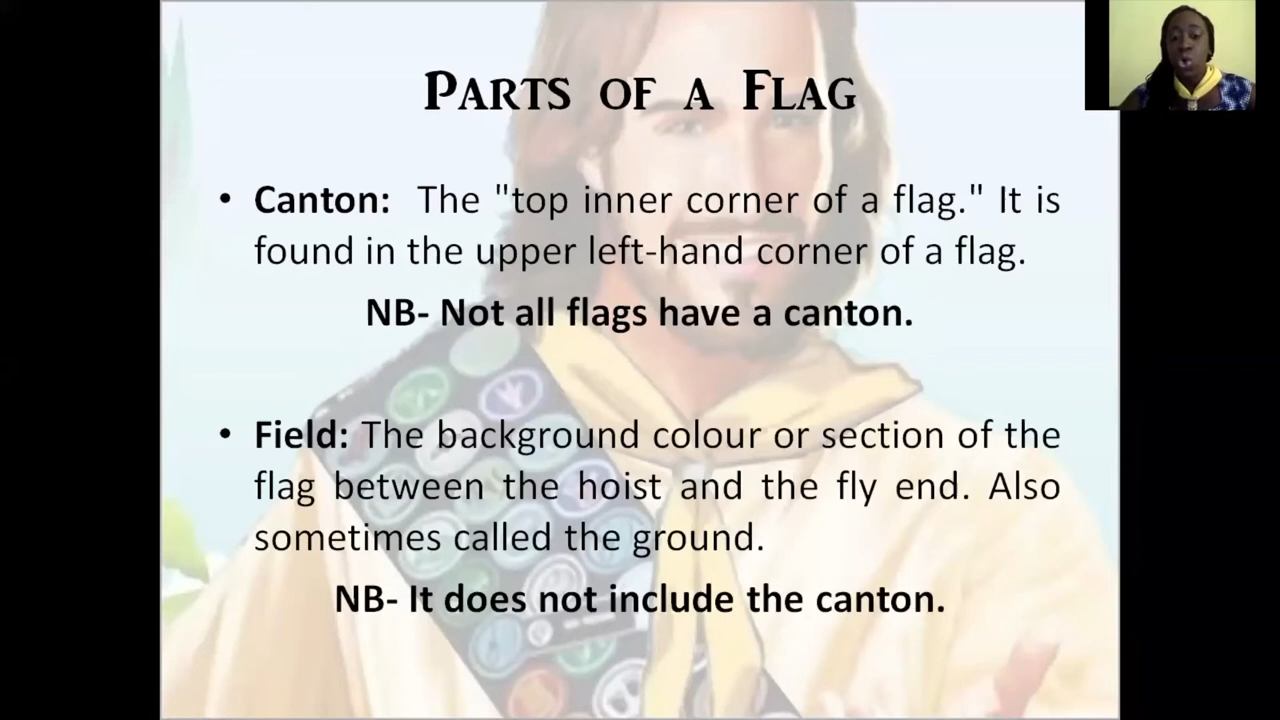 PARTS OF A FLAG
• Canton: The "top inner corner of a flag." It is
found in the upper left-hand corner of a flag.
NB- Not all flags have a canton.
• Field: The background colour or section of the
flag between the hoist and the fly end. Also
sometimes called the ground.
NB- It does not include the canton.